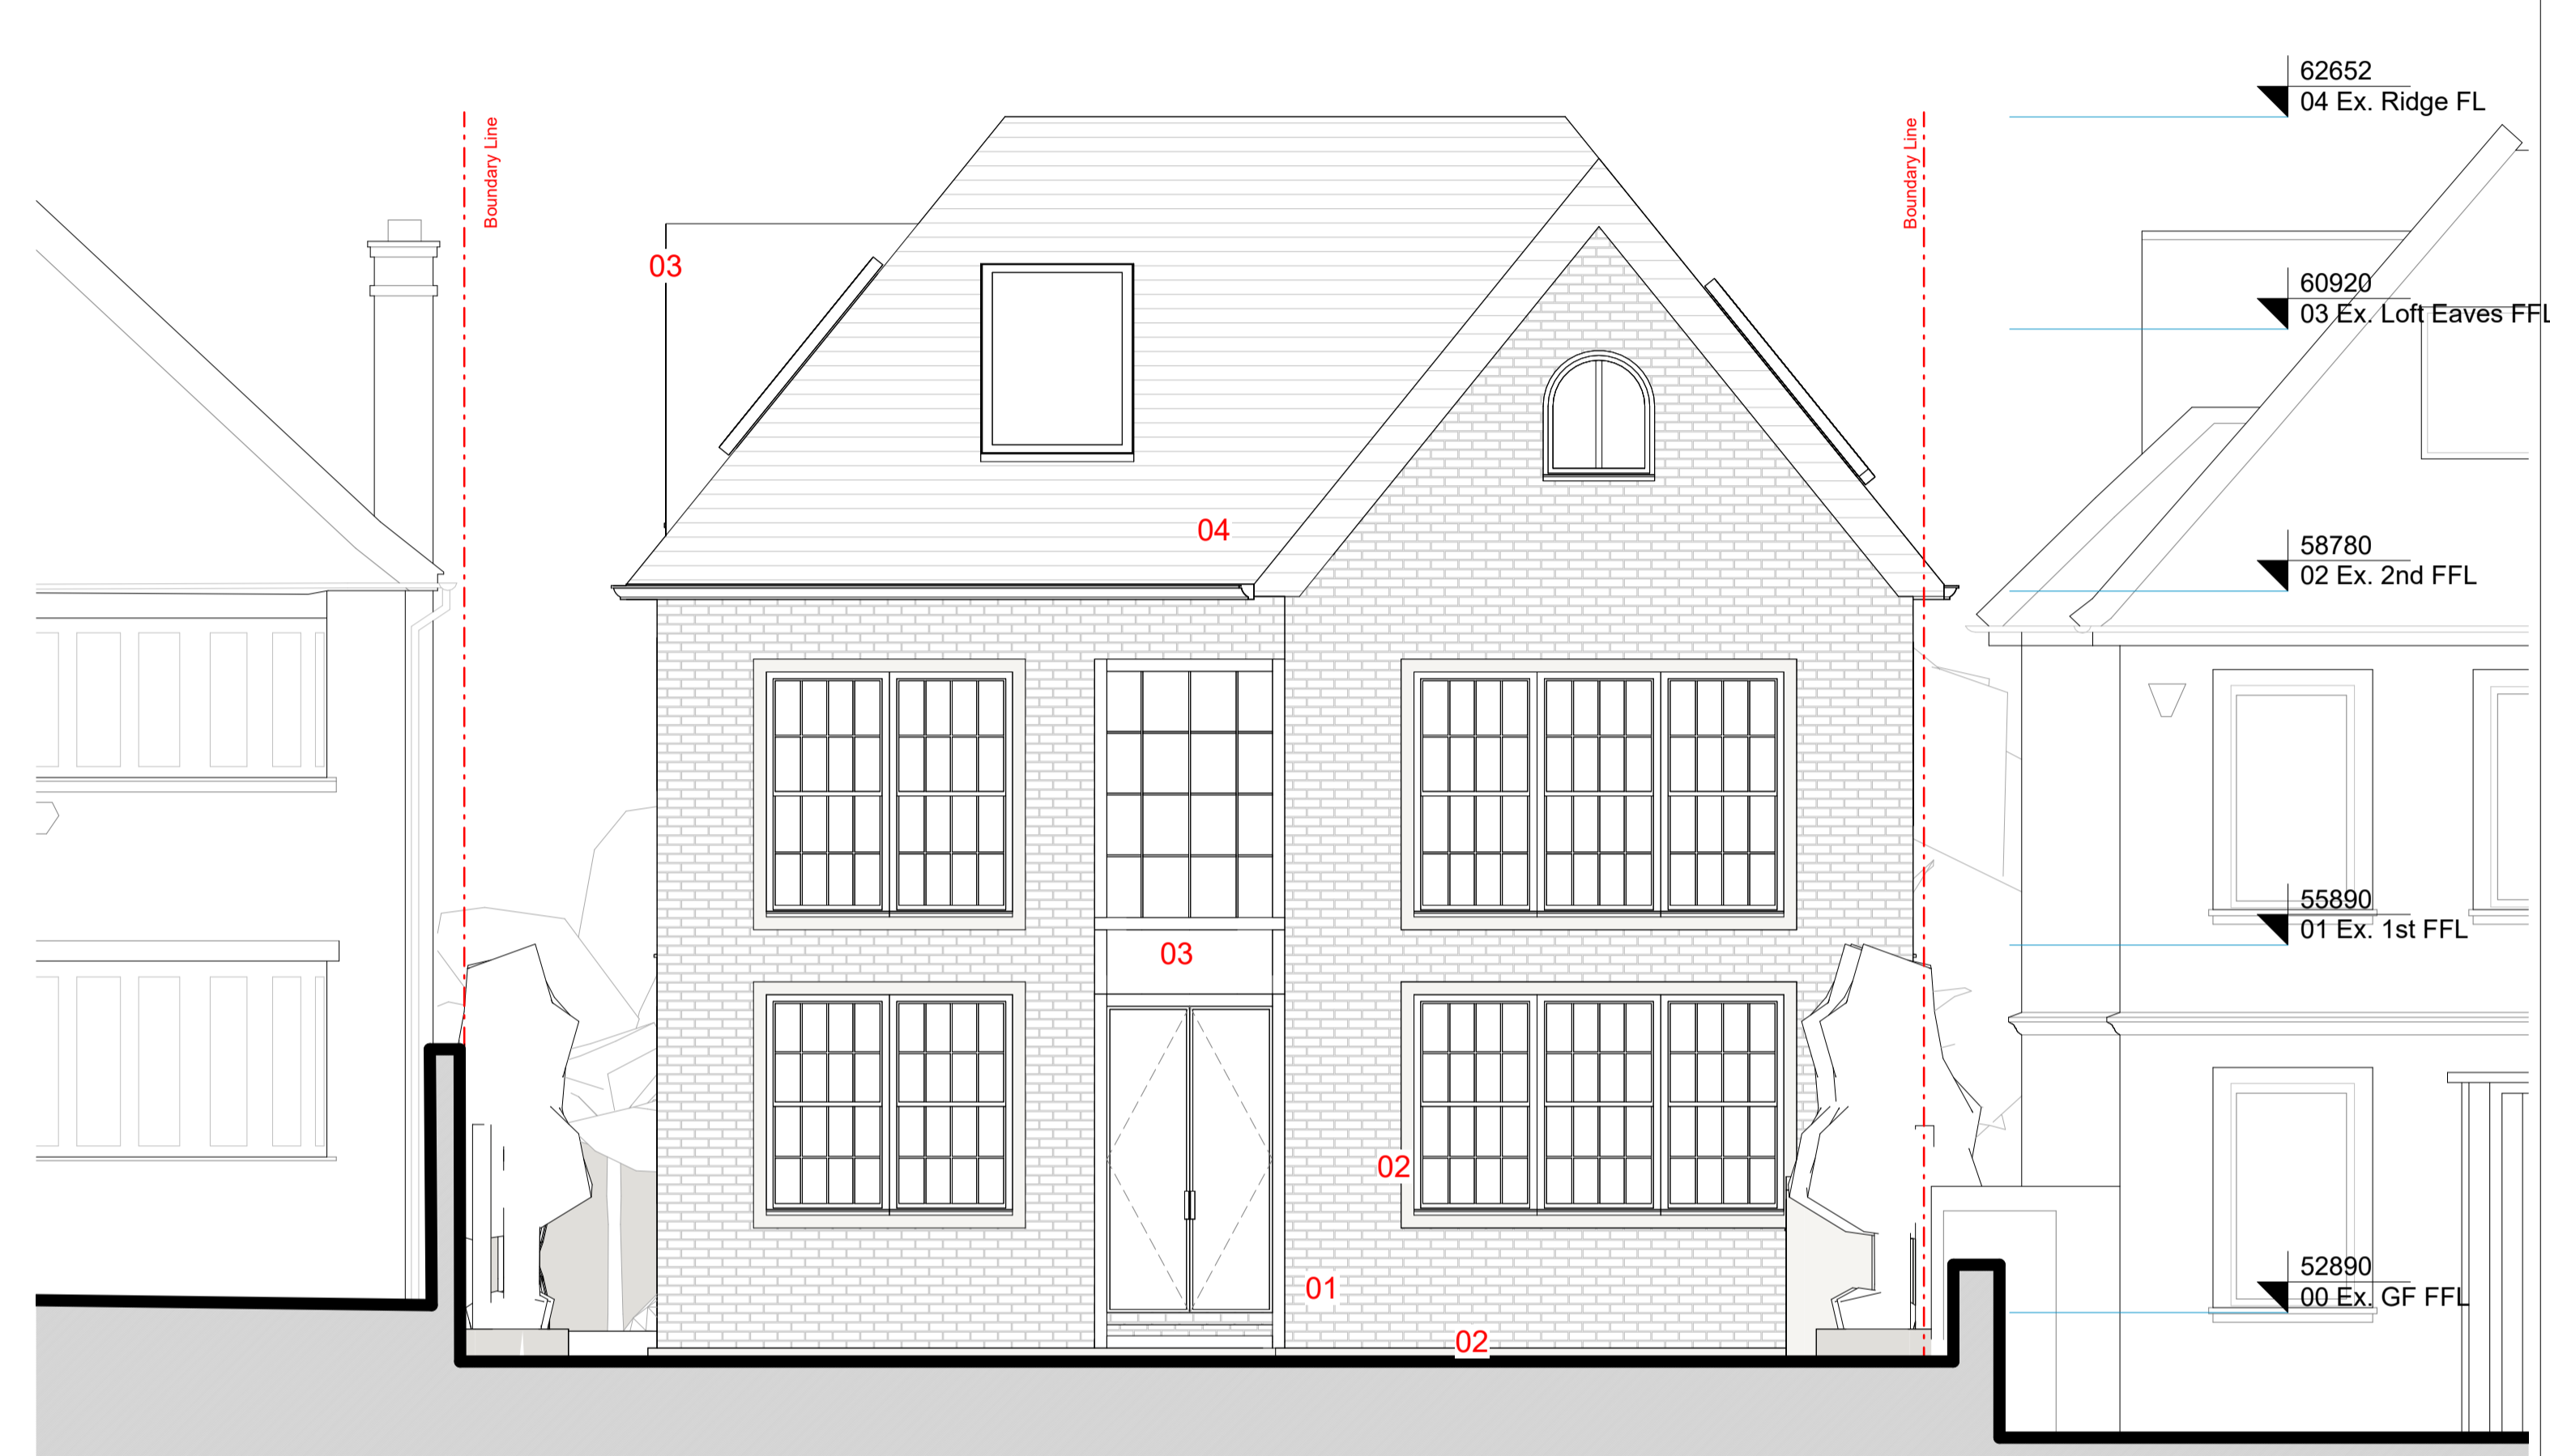 62652
04 Ex. Ridge FL
Boundary Line
Boundary Line
03
60920
03 Ex. Loft Eaves FFL
04
58780
02 Ex. 2nd FFL
55890
01 Ex. 1st FFL
03
02
52890
00 Ex. GF FFL
01
02